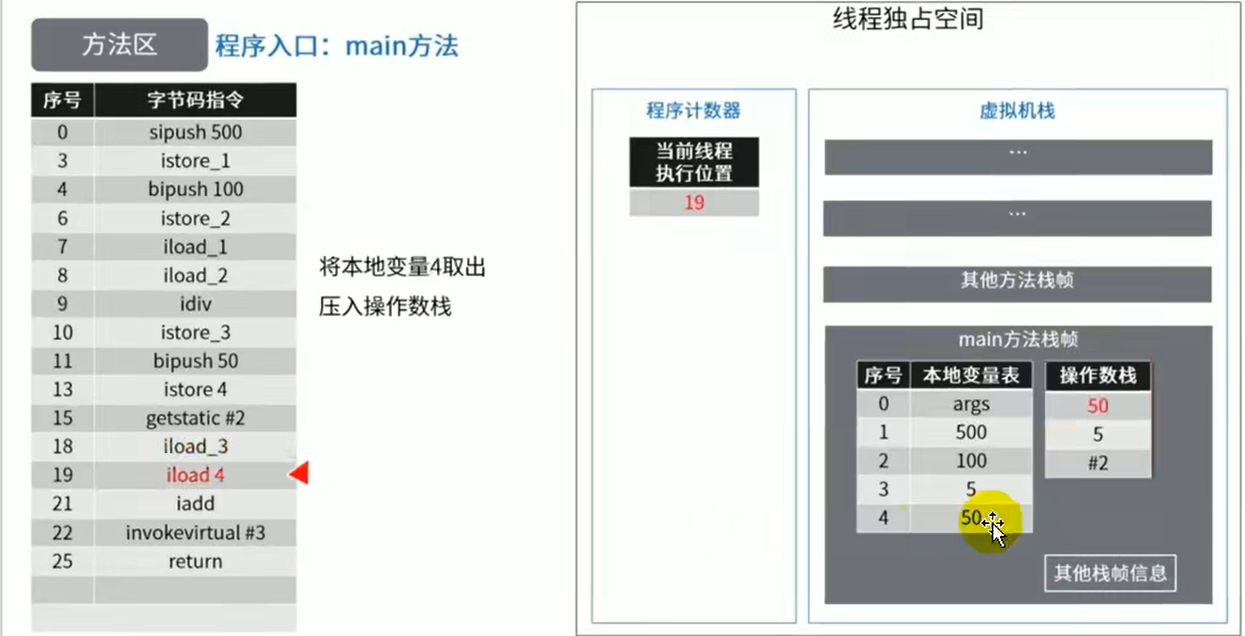 方法区 程序入口：main方法
序号 字节码指令
0 sipush 500
3 istore_1
4 bipush 100
6 istore_2
7 iload_1
8 iload_2
9 idiv
10 istore_3
11 bipush 50
13 istore 4
15 getstatic #2
18 iload_3
19 iload 4
21 iadd
22 invokevirtual #3
25 return
将本地变量4取出
压入操作数栈
线程独占空间
程序计数器
当前线程
执行位置
19
虚拟机栈
...
...
其他方法栈帧
main方法栈帧
序号 本地变量表
0 args
1 500
2 100
3 5
4 50
操作数栈
50
5
#2
其他栈帧信息